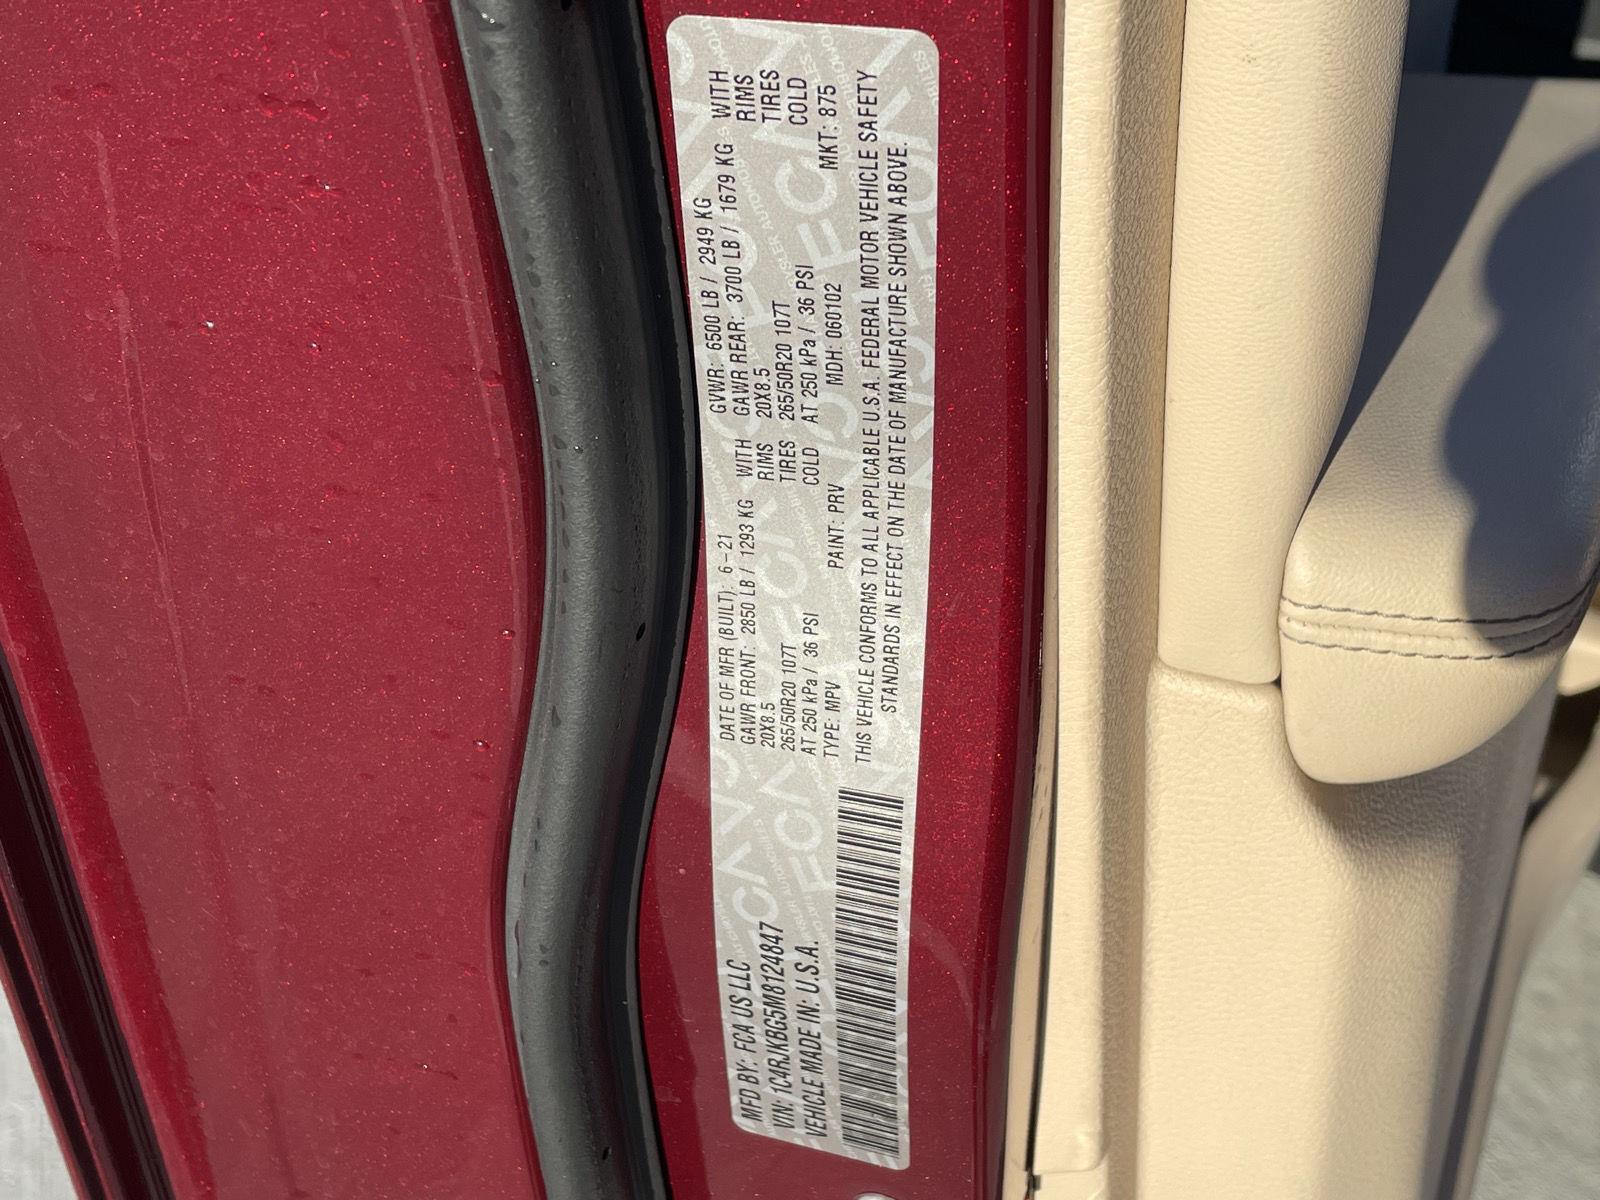 MFD BY: FCA US LLC
DATE OF MFR (BUILT): 6-21 GVWR: 6500 LB / 2949 KG
VIN: 1C4RJKBG5M8124847
VEHICLE MADE IN: U.S.A.
GAWR FRONT: 2850 LB / 1293 KG WITH GAWR REAR: 3700 LB / 1679 KG WITH
20X8.5 RIMS 20X8.5 RIMS
265/50R20 107T TIRES 265/50R20 107T TIRES
AT 250 kPa / 36 PSI COLD AT 250 kPa / 36 PSI COLD
TYPE: MPV PAINT: PRV MDH: 060102 MKT: 875
THIS VEHICLE CONFORMS TO ALL APPLICABLE U.S.A. FEDERAL MOTOR VEHICLE SAFETY
STANDARDS IN EFFECT ON THE DATE OF MANUFACTURE SHOWN ABOVE.